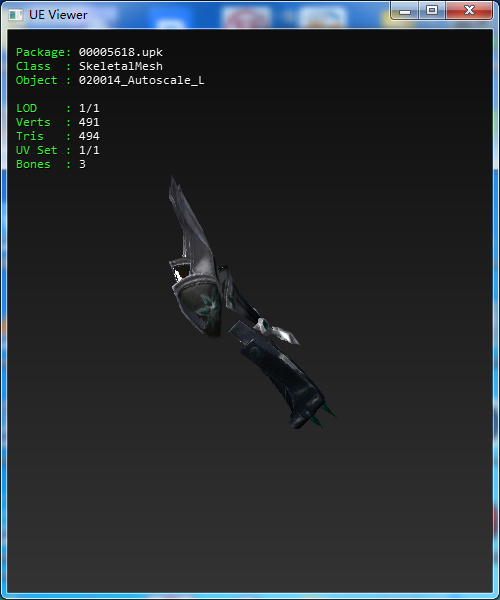 UE Viewer
Package: 00005618.upk
Class : SkeletalMesh
Object : 020014_Autoscale_L
LOD : 1/1
Verts : 491
Tris : 494
UV Set : 1/1
Bones : 3